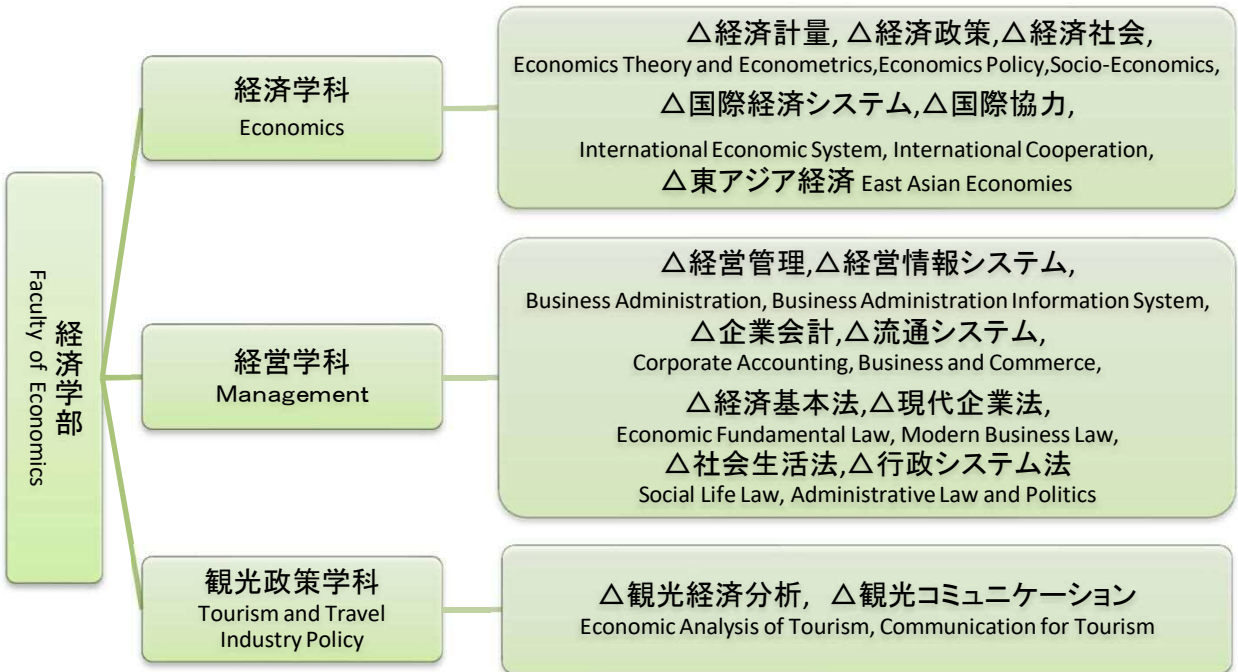 経済学部
Faculty of Economics
経済学科
Economics
△経済計量, △経済政策,△経済社会,
Economics Theory and Econometrics,Economics Policy,Socio-Economics,
△国際経済システム,△国際協力,
International Economic System, International Cooperation,
△東アジア経済 East Asian Economies
経営学科
Management
△経営管理,△経営情報システム,
Business Administration, Business Administration Information System,
△企業会計,△流通システム,
Corporate Accounting, Business and Commerce,
△経済基本法,△現代企業法,
Economic Fundamental Law, Modern Business Law,
△社会生活法,△行政システム法
Social Life Law, Administrative Law and Politics
観光政策学科
Tourism and Travel
Industry Policy
△観光経済分析, △観光コミュニケーション
Economic Analysis of Tourism, Communication for Tourism